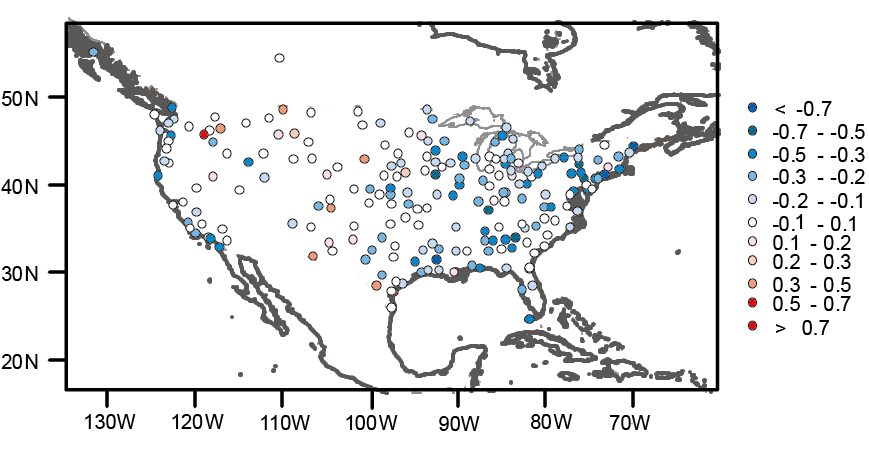 50N
40N
30N
20N
130W 120W 110W 100W 90W 80W 70W
< -0.7
-0.7 - -0.5
-0.5 - -0.3
-0.3 - -0.2
-0.2 - -0.1
-0.1 - 0.1
0.1 - 0.2
0.2 - 0.3
0.3 - 0.5
0.5 - 0.7
> 0.7